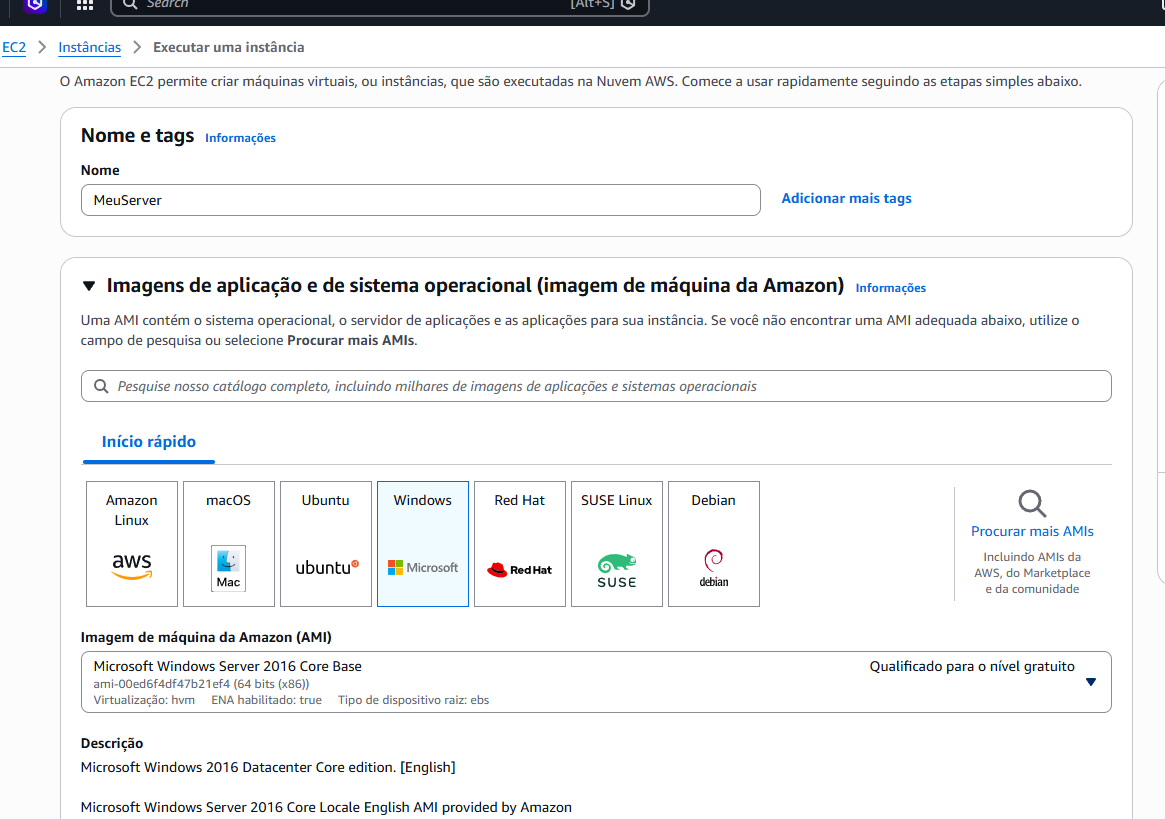 Search [Alt+S]
EC2 > Instâncias > Executar uma instância
O Amazon EC2 permite criar máquinas virtuais, ou instâncias, que são executadas na Nuvem AWS. Comece a usar rapidamente seguindo as etapas simples abaixo.
Nome e tags Informações
Nome
MeuServer Adicionar mais tags
Imagens de aplicação e de sistema operacional (imagem de máquina da Amazon) Informações
Uma AMI contém o sistema operacional, o servidor de aplicações e as aplicações para sua instância. Se você não encontrar uma AMI adequada abaixo, utilize o
campo de pesquisa ou selecione Procurar mais AMIs.
Pesquise nosso catálogo completo, incluindo milhares de imagens de aplicações e sistemas operacionais
Início rápido
Amazon
Linux
aws
macOS
Mac
Ubuntu
ubuntu
Windows
Microsoft
Red Hat
Red Hat
SUSE Linux
SUSE
Debian
debian
Procurar mais AMIs
Incluindo AMIs da
AWS, do Marketplace
e da comunidade
Imagem de máquina da Amazon (AMI)
Microsoft Windows Server 2016 Core Base Qualificado para o nível gratuito
ami-00ed6f4df47b21ef4 (64 bits (x86))
Virtualização: hvm ENA habilitado: true Tipo de dispositivo raiz: ebs
Descrição
Microsoft Windows 2016 Datacenter Core edition. [English]
Microsoft Windows Server 2016 Core Locale English AMI provided by Amazon